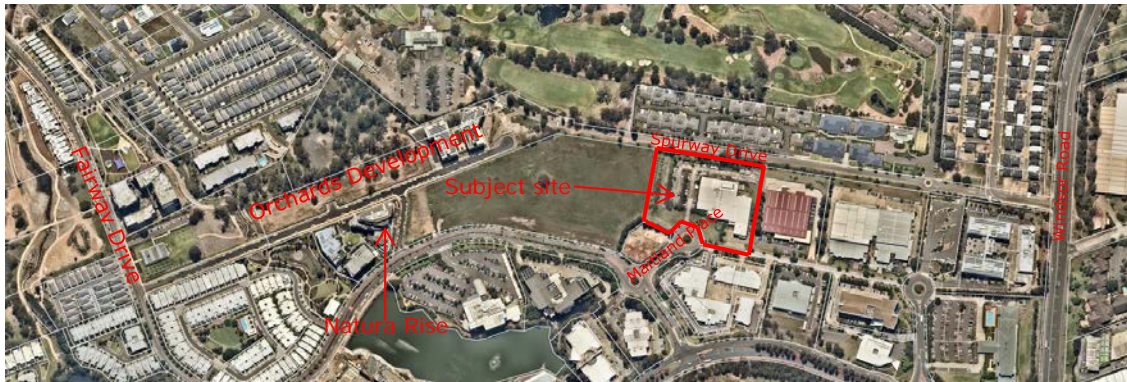 Spurway Drive
Orchards Development
Fairway Drive
Subject site
Windsor Road
Maitland Place
Natura Rise